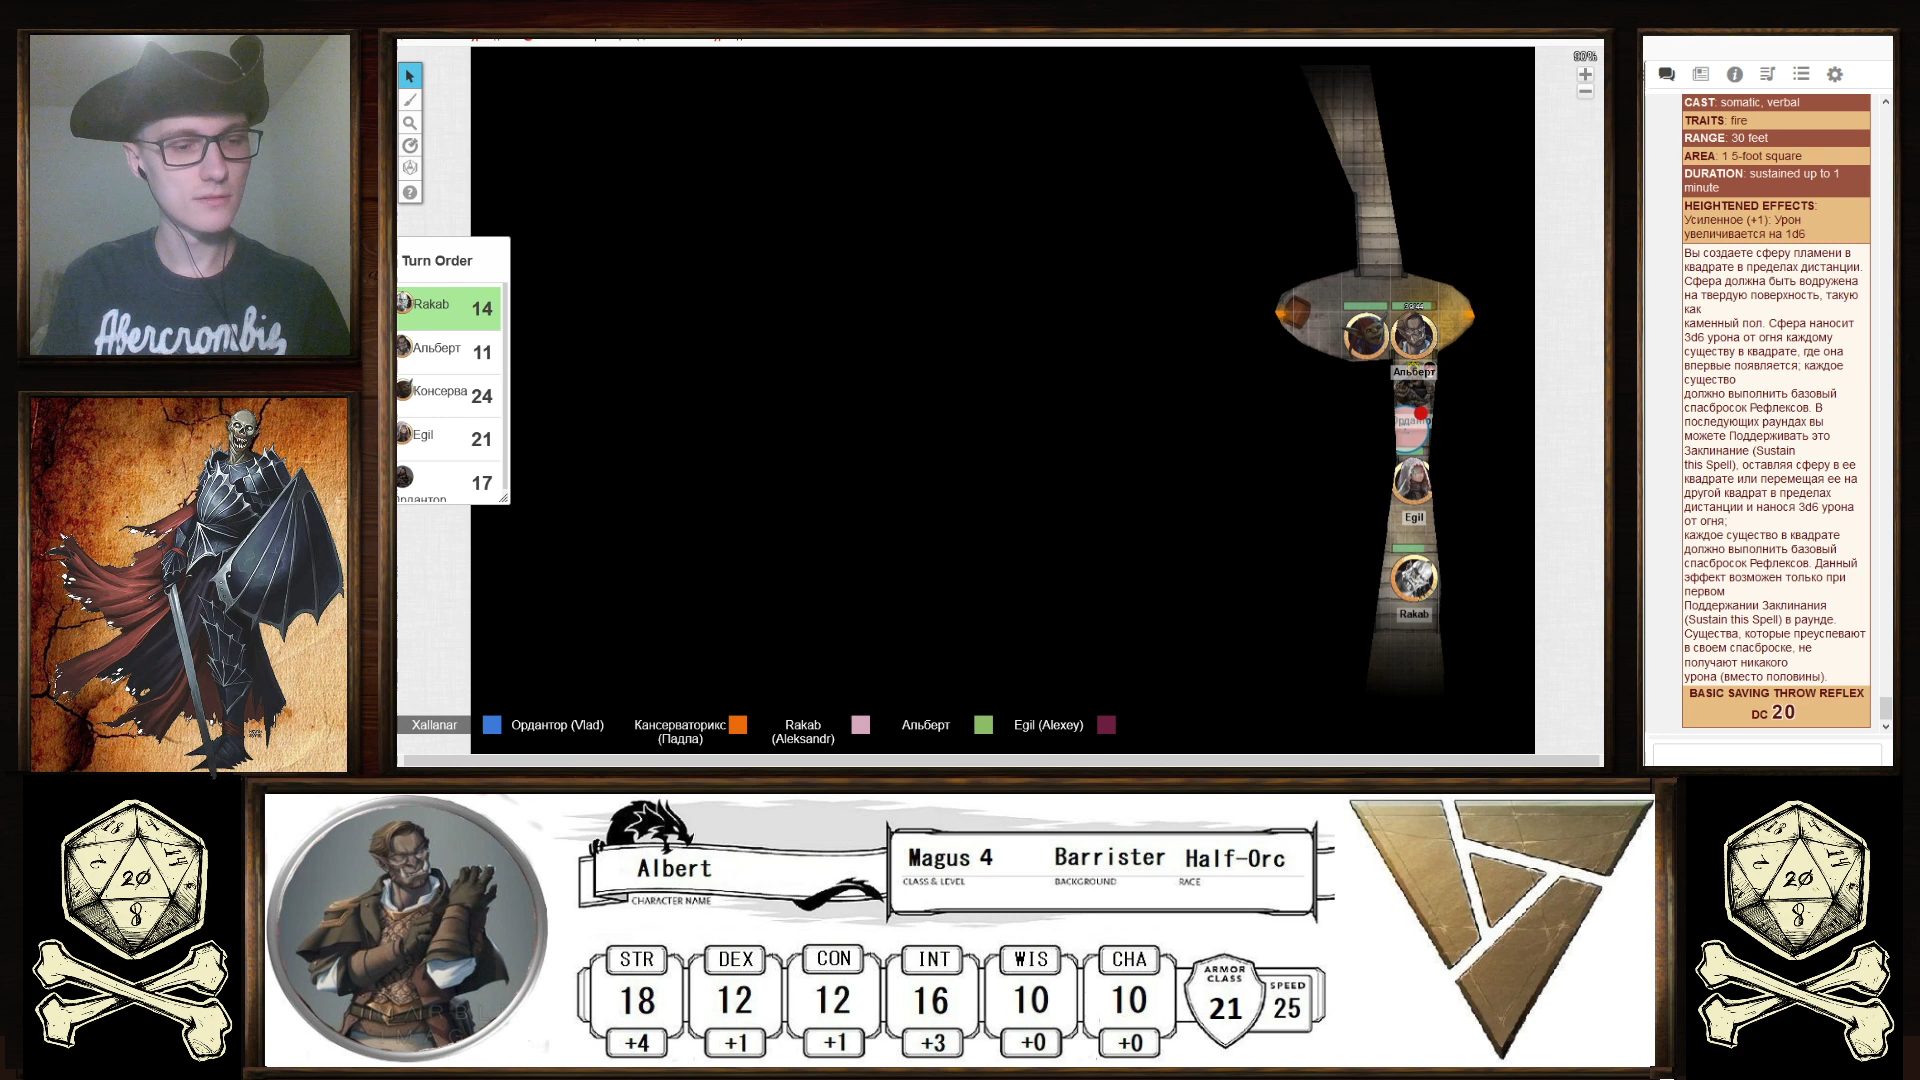 Abercrombie
90%
Turn Order
Rakab 14
Альберт 11
Консерва 24
Egil 21
17
Альберт
Egil
Rakab
Xallanar
Ордантор (Vlad)
Кансерваторикс
(Падла)
Rakab
(Aleksandr)
Альберт
Egil (Alexey)
CAST: somatic, verbal
TRAITS: fire
RANGE: 30 feet
AREA: 1 5-foot square
DURATION: sustained up to 1
minute
HEIGHTENED EFFECTS:
Усиленное (+1): Урон
увеличивается на 1d6
Вы создаете сферу пламени в
квадрате в пределах дистанции.
Сфера должна быть водружена
на твердую поверхность, такую
как
каменный пол. Сфера наносит
3d6 урона от огня каждому
существу в квадрате, где она
впервые появляется; каждое
существо
должно выполнить базовый
спасбросок Рефлексов. В
последующих раундах вы
можете Поддерживать это
Заклинание (Sustain
this Spell), оставляя сферу в ее
квадрате или перемещая ее на
другой квадрат в пределах
дистанции и нанося 3d6 урона
от огня;
каждое существо в квадрате
должно выполнить базовый
спасбросок Рефлексов. Данный
эффект возможен только при
первом
Поддержании Заклинания
(Sustain this Spell) в раунде.
Существа, которые преуспевают
в своем спасброске, не
получают никакого
урона (вместо половины).
BASIC SAVING THROW REFLEX
DC 20
Albert
CHARACTER NAME
Magus 4 Barrister Half-Orc
CLASS & LEVEL BACKGROUND RACE
STR DEX CON INT WIS CHA
18 12 12 16 10 10
+4 +1 +1 +3 +0 +0
ARMOR
CLASS
21
SPEED
25
20
8
14
20
8
14